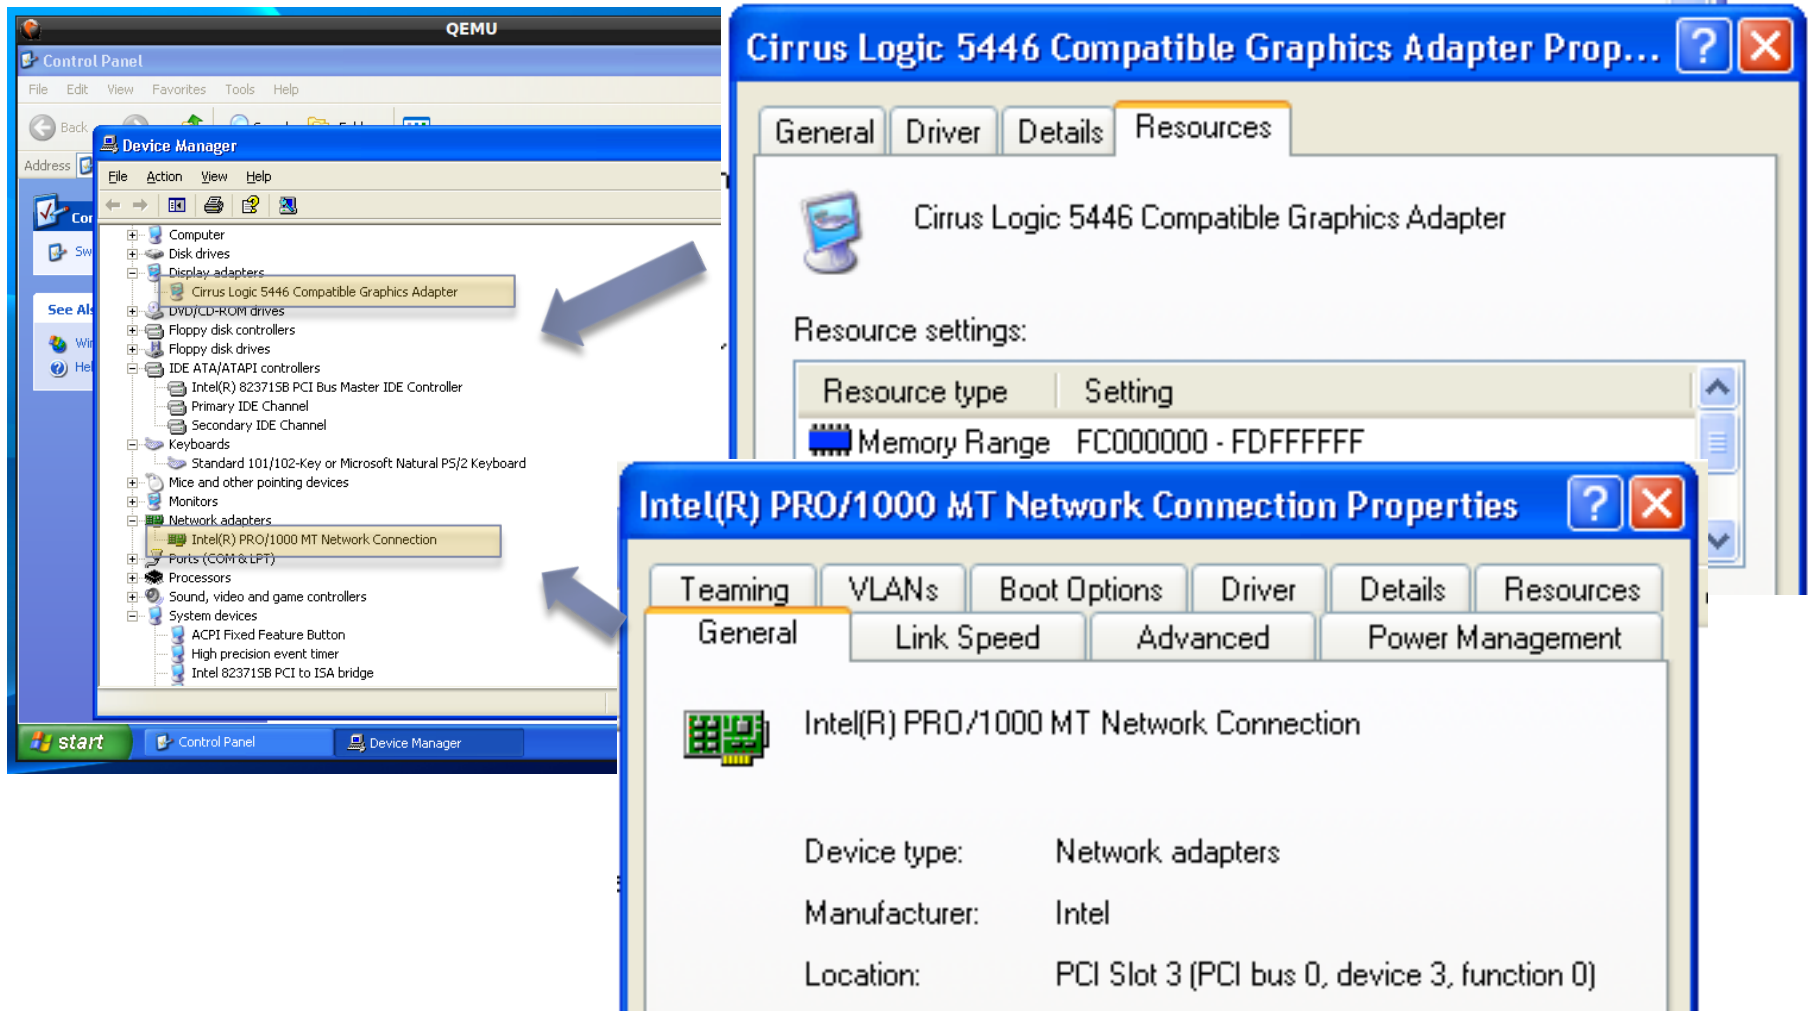 QEMU
Control Panel
File Edit View Favorites Tools Help
Back
Address
Device Manager
File Action View Help
Computer
Disk drives
Display adapters
Cirrus Logic 5446 Compatible Graphics Adapter
DVD/CD-ROM drives
Floppy disk controllers
Floppy disk drives
IDE ATA/ATAPI controllers
Intel(R) 82371SB PCI Bus Master IDE Controller
Primary IDE Channel
Secondary IDE Channel
Keyboards
Standard 101/102-Key or Microsoft Natural PS/2 Keyboard
Mice and other pointing devices
Monitors
Network adapters
Intel(R) PRO/1000 MT Network Connection
Ports (COM & LPT)
Processors
Sound, video and game controllers
System devices
ACPI Fixed Feature Button
High precision event timer
Intel 82371SB PCI to ISA bridge
See
start Control Panel Device Manager
Cirrus Logic 5446 Compatible Graphics Adapter Prop...
General Driver Details Resources
Cirrus Logic 5446 Compatible Graphics Adapter
Resource settings:
Resource type Setting
Memory Range FC000000 - FDFFFFFF
Intel(R) PRO/1000 MT Network Connection Properties
Teaming VLANs Boot Options Driver Details Resources
General Link Speed Advanced Power Management
Intel(R) PRO/1000 MT Network Connection
Device type: Network adapters
Manufacturer: Intel
Location: PCI Slot 3 (PCI bus 0, device 3, function 0)